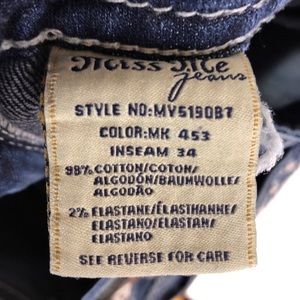 Miss Me
jeans
STYLE NO:MY5190B7
COLOR:MK 453
INSEAM 34
98% COTTON/COTON/
ALGODÓN/BAUMWOLLE/
ALGODÃO
2% ELASTANE/ÉLASTHANNE/
ELASTANO/ELASTAN/
ELASTANO
SEE REVERSE FOR CARE